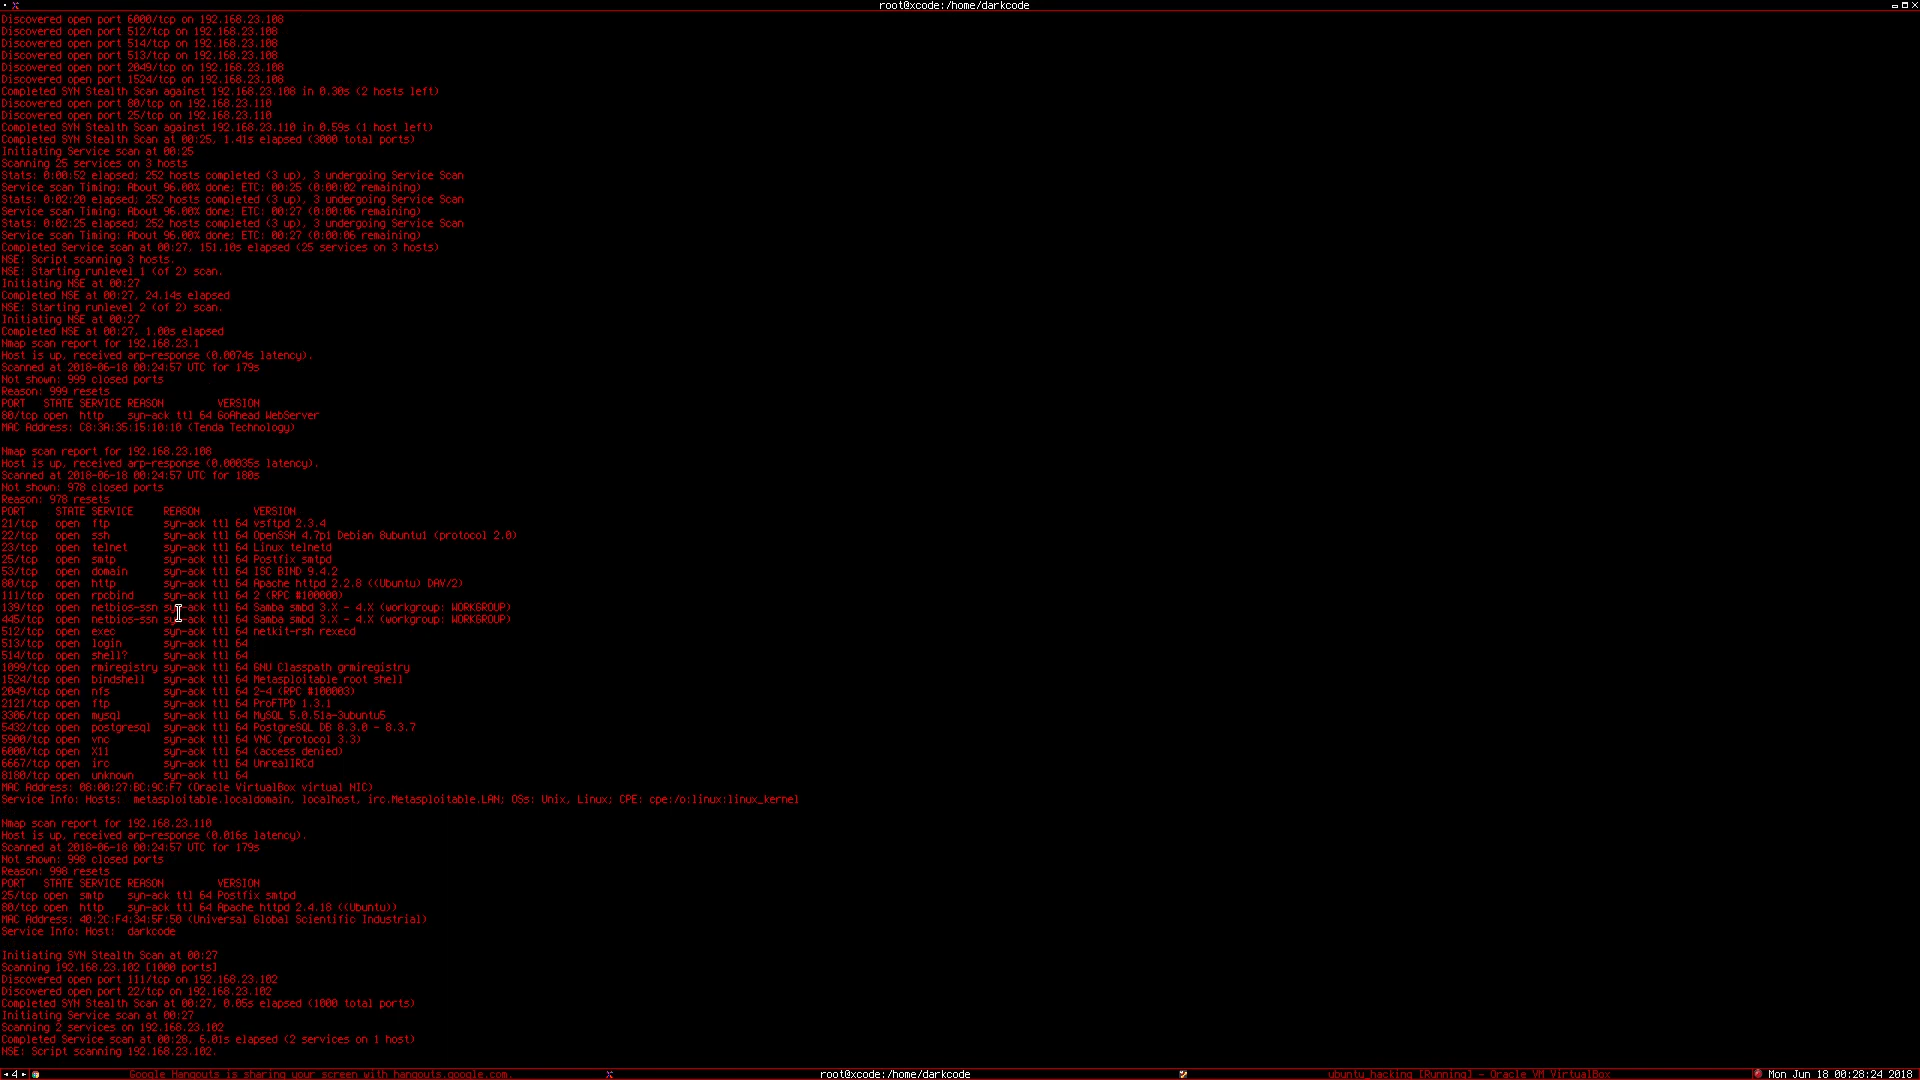 root@xcode:/home/darkcode
Discovered open port 6000/tcp on 192.168.23.108
Discovered open port 512/tcp on 192.168.23.108
Discovered open port 514/tcp on 192.168.23.108
Discovered open port 513/tcp on 192.168.23.108
Discovered open port 2049/tcp on 192.168.23.108
Discovered open port 1524/tcp on 192.168.23.108
Completed SYN Stealth Scan against 192.168.23.108 in 0.30s (2 hosts left)
Discovered open port 80/tcp on 192.168.23.110
Discovered open port 25/tcp on 192.168.23.110
Completed SYN Stealth Scan against 192.168.23.110 in 0.59s (1 host left)
Completed SYN Stealth Scan at 00:25, 1.41s elapsed (3000 total ports)
Initiating Service scan at 00:25
Scanning 25 services on 3 hosts
Stats: 0:00:52 elapsed; 252 hosts completed (3 up), 3 undergoing Service Scan
Service scan Timing: About 96.00% done; ETC: 00:25 (0:00:02 remaining)
Stats: 0:02:20 elapsed; 252 hosts completed (3 up), 3 undergoing Service Scan
Service scan Timing: About 96.00% done; ETC: 00:27 (0:00:06 remaining)
Stats: 0:02:25 elapsed; 252 hosts completed (3 up), 3 undergoing Service Scan
Service scan Timing: About 96.00% done; ETC: 00:27 (0:00:06 remaining)
Completed Service scan at 00:27, 151.10s elapsed (25 services on 3 hosts)
NSE: Script scanning 3 hosts.
NSE: Starting runlevel 1 (of 2) scan.
Initiating NSE at 00:27
Completed NSE at 00:27, 24.14s elapsed
NSE: Starting runlevel 2 (of 2) scan.
Initiating NSE at 00:27
Completed NSE at 00:27, 1.00s elapsed
Nmap scan report for 192.168.23.1
Host is up, received arp-response (0.0074s latency).
Scanned at 2018-06-18 00:24:57 UTC for 179s
Not shown: 999 closed ports
Reason: 999 resets
PORT STATE SERVICE REASON VERSION
80/tcp open http syn-ack ttl 64 GoAhead WebServer
MAC Address: C8:3A:35:15:10:10 (Tenda Technology)
Nmap scan report for 192.168.23.108
Host is up, received arp-response (0.00035s latency).
Scanned at 2018-06-18 00:24:57 UTC for 180s
Not shown: 978 closed ports
Reason: 978 resets
PORT STATE SERVICE REASON VERSION
21/tcp open ftp syn-ack ttl 64 vsftpd 2.3.4
22/tcp open ssh syn-ack ttl 64 OpenSSH 4.7p1 Debian 8ubuntu1 (protocol 2.0)
23/tcp open telnet syn-ack ttl 64 Linux telnetd
25/tcp open smtp syn-ack ttl 64 Postfix smtpd
53/tcp open domain syn-ack ttl 64 ISC BIND 9.4.2
80/tcp open http syn-ack ttl 64 Apache httpd 2.2.8 ((Ubuntu) DAV/2)
111/tcp open rpcbind syn-ack ttl 64 2 (RPC #100000)
139/tcp open netbios-ssn syn-ack ttl 64 Samba smbd 3.X - 4.X (workgroup: WORKGROUP)
445/tcp open netbios-ssn syn-ack ttl 64 Samba smbd 3.X - 4.X (workgroup: WORKGROUP)
512/tcp open exec syn-ack ttl 64 netkit-rsh rexecd
513/tcp open login syn-ack ttl 64
514/tcp open shell? syn-ack ttl 64
1099/tcp open rmiregistry syn-ack ttl 64 GNU Classpath grmiregistry
1524/tcp open bindshell syn-ack ttl 64 Metasploitable root shell
2049/tcp open nfs syn-ack ttl 64 2-4 (RPC #100003)
2121/tcp open ftp syn-ack ttl 64 ProFTPD 1.3.1
3306/tcp open mysql syn-ack ttl 64 MySQL 5.0.51a-3ubuntu5
5432/tcp open postgresql syn-ack ttl 64 PostgreSQL DB 8.3.0 - 8.3.7
5900/tcp open vnc syn-ack ttl 64 VNC (protocol 3.3)
6000/tcp open X11 syn-ack ttl 64 (access denied)
6667/tcp open irc syn-ack ttl 64 UnrealIRCd
8180/tcp open unknown syn-ack ttl 64
MAC Address: 08:00:27:BC:9C:F7 (Oracle VirtualBox virtual NIC)
Service Info: Hosts: metasploitable.localdomain, localhost, irc.Metasploitable.LAN; OSs: Unix, Linux; CPE: cpe:/o:linux:linux_kernel
Nmap scan report for 192.168.23.110
Host is up, received arp-response (0.016s latency).
Scanned at 2018-06-18 00:24:57 UTC for 179s
Not shown: 998 closed ports
Reason: 998 resets
PORT STATE SERVICE REASON VERSION
25/tcp open smtp syn-ack ttl 64 Postfix smtpd
80/tcp open http syn-ack ttl 64 Apache httpd 2.4.18 ((Ubuntu))
MAC Address: 40:2C:F4:34:5F:50 (Universal Global Scientific Industrial)
Service Info: Host: darkcode
Initiating SYN Stealth Scan at 00:27
Scanning 192.168.23.102 [1000 ports]
Discovered open port 111/tcp on 192.168.23.102
Discovered open port 22/tcp on 192.168.23.102
Completed SYN Stealth Scan at 00:27, 0.05s elapsed (1000 total ports)
Initiating Service scan at 00:27
Scanning 2 services on 192.168.23.102
Completed Service scan at 00:28, 6.01s elapsed (2 services on 1 host)
NSE: Script scanning 192.168.23.102.
4 Google Hangouts is sharing your screen with hangouts.google.com. root@xcode:/home/darkcode ubuntu_hacking [Running] - Oracle VM VirtualBox Mon Jun 18 00:28:24 2018